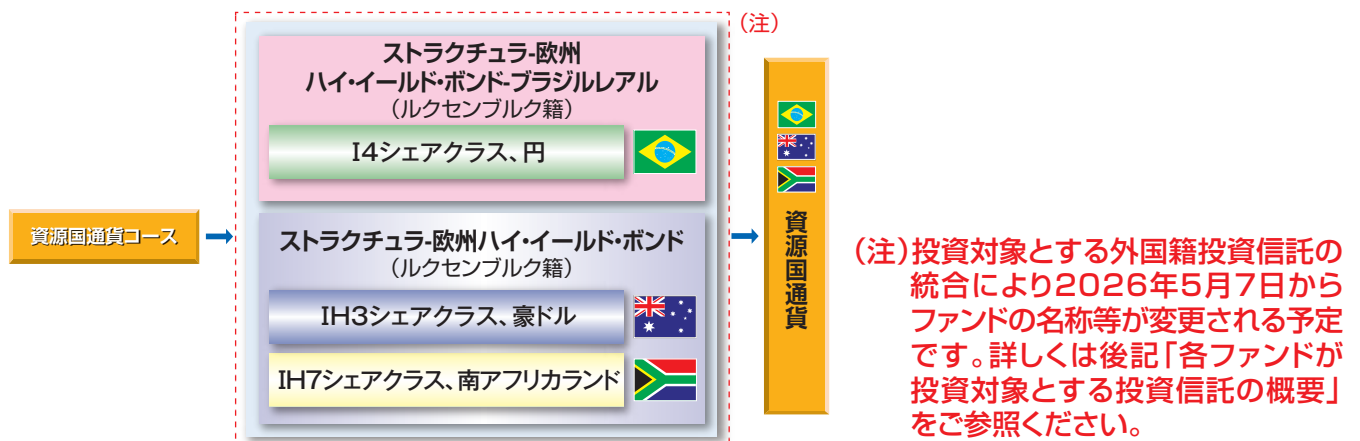 資源国通貨コース
ストラクチュラ-欧州
ハイ・イールド・ボンド-ブラジルレアル
(ルクセンブルク籍)
I4シェアクラス、円
ストラクチュラ-欧州ハイ・イールド・ボンド
(ルクセンブルク籍)
IH3シェアクラス、豪ドル
IH7シェアクラス、南アフリカランド
(注)
資源国通貨
(注)投資対象とする外国籍投資信託の
統合により2026年5月7日から
ファンドの名称等が変更される予定
です。詳しくは後記「各ファンドが
投資対象とする投資信託の概要」
をご参照ください。